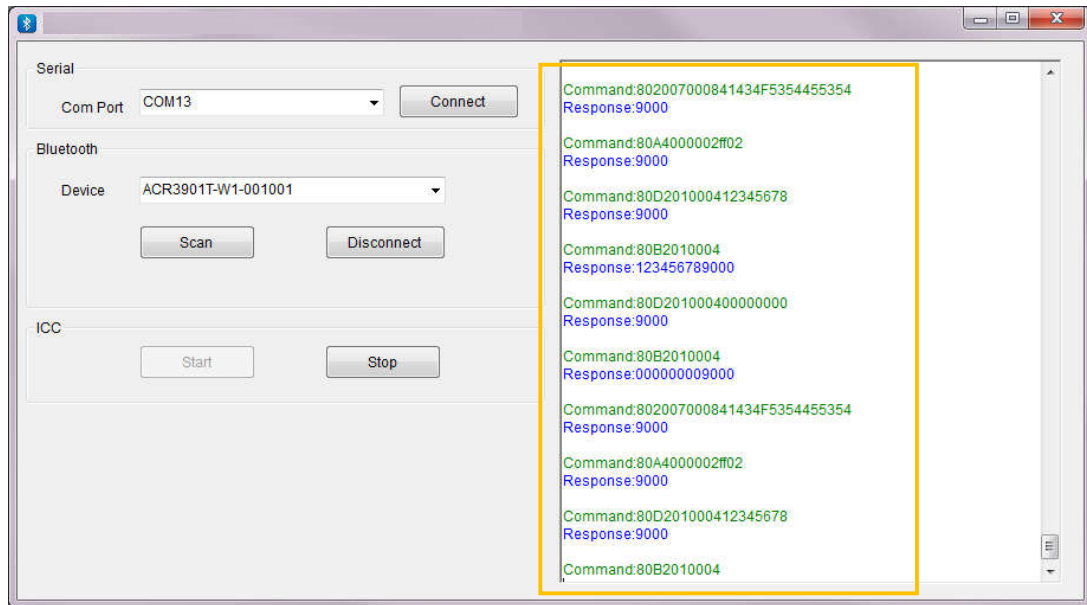 Serial
Com Port COM13 Connect
Bluetooth
Device ACR3901T-W1-001001
Scan Disconnect
ICC
Start Stop
Command:802007000841434F5354455354
Response:9000
Command:80A4000002ff02
Response:9000
Command:80D201000412345678
Response:9000
Command:80B2010004
Response:123456789000
Command:80D201000400000000
Response:9000
Command:80B2010004
Response:000000009000
Command:802007000841434F5354455354
Response:9000
Command:80A4000002ff02
Response:9000
Command:80D201000412345678
Response:9000
Command:80B2010004